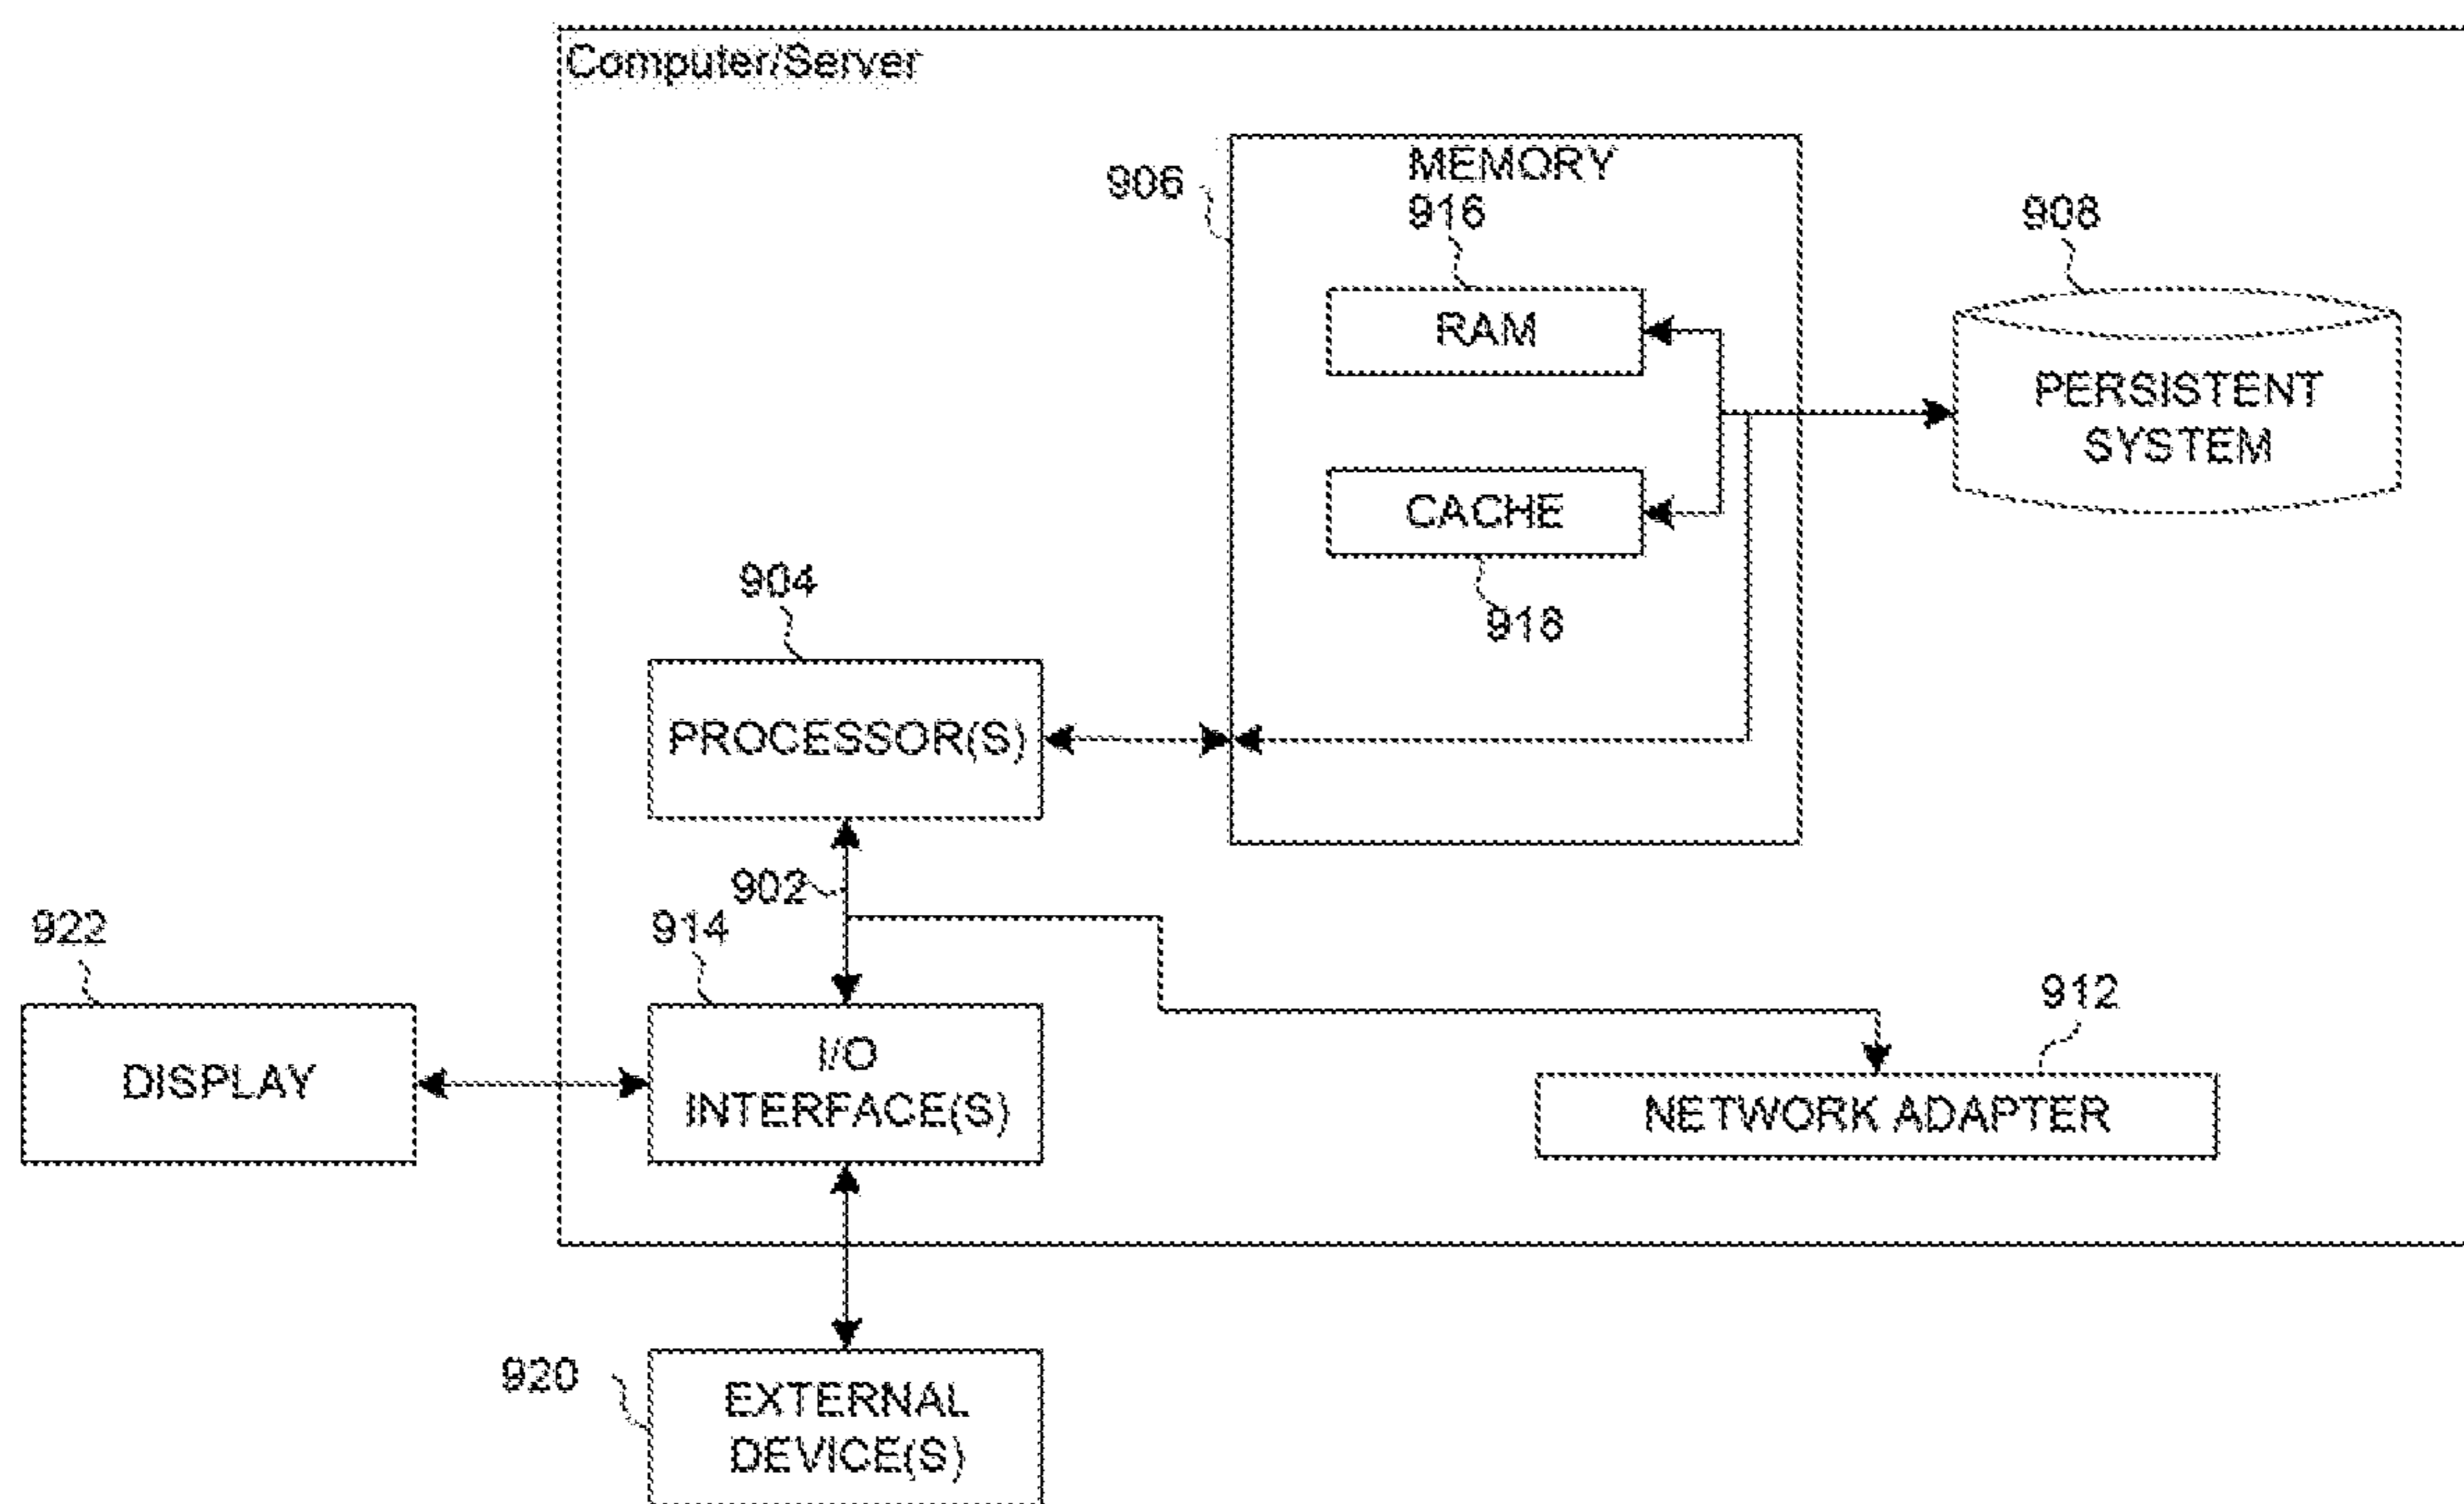 Computer/Server
MEMORY
906
916
908
RAM
PERSISTENT
SYSTEM
CACHE
918
904
PROCESSOR(S)
902
922
914
912
DISPLAY
I/O
INTERFACE(S)
NETWORK ADAPTER
920
EXTERNAL
DEVICE(S)